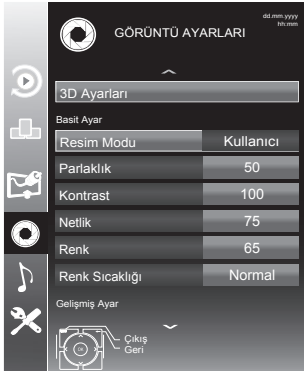 dd.mm.yyyy
hh:mm
GÖRÜNTÜ AYARLARI
3D Ayarları
Basit Ayar
Resim Modu Kullanıcı
Parlaklık 50
Kontrast 100
Netlik 75
Renk 65
Renk Sıcaklığı Normal
Gelişmiş Ayar
OK
Çıkış
Geri